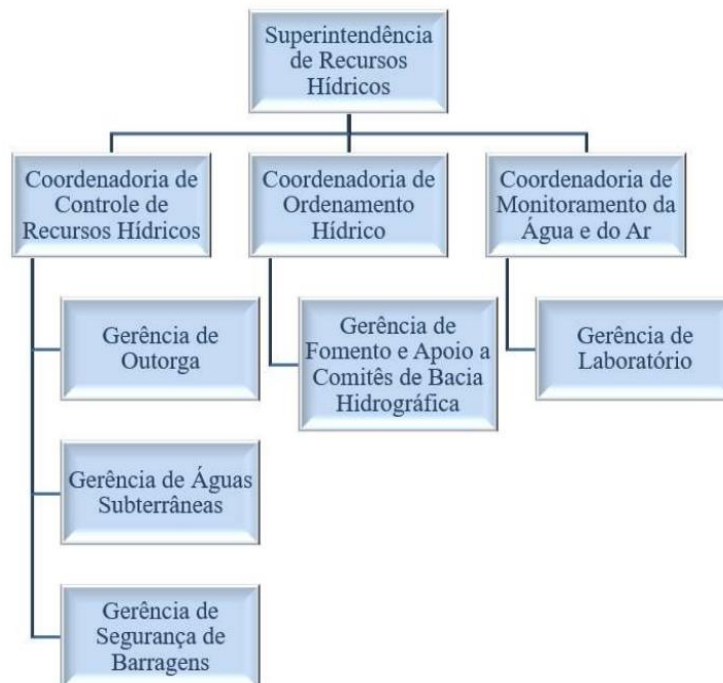 Superintendência
de Recursos
Hídricos
Coordenadoria de
Controle de
Recursos Hídricos
Coordenadoria de
Ordenamento
Hídrico
Coordenadoria de
Monitoramento da
Água e do Ar
Gerência de
Outorga
Gerência de
Fomento e Apoio a
Comitês de Bacia
Hidrográfica
Gerência de
Laboratório
Gerência de Águas
Subterrâneas
Gerência de
Segurança de
Barragens